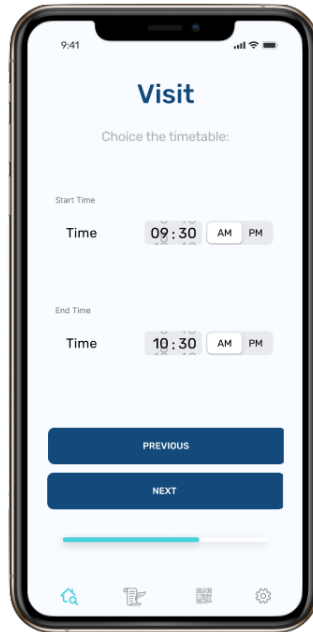 9:41
Visit
Choice the timetable:
Start Time
Time 09 : 30 AM PM
End Time
Time 10 : 30 AM PM
PREVIOUS
NEXT